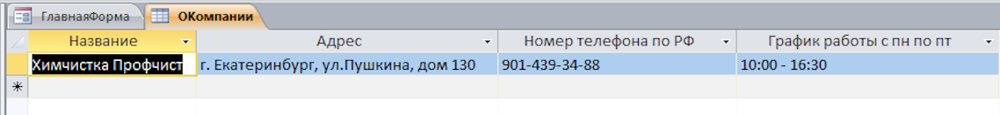 ГлавнаяФорма ОКомпании
Название Адрес Номер телефона по РФ График работы с пн по пт
Химчистка Профчист г. Екатеринбург, ул.Пушкина, дом 130 901-439-34-88 10:00 - 16:30